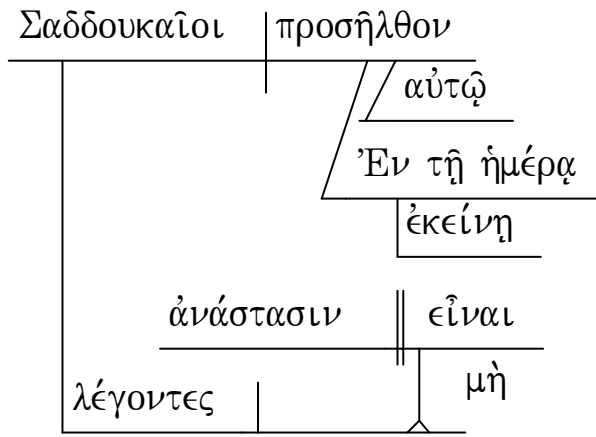 Σαδδουκαῖοι προσῆλθον
αὐτῷ
Ἐν τῇ ἡμέρᾳ
ἐκείνῃ
ἀνάστασιν εἶναι
μὴ
λέγοντες